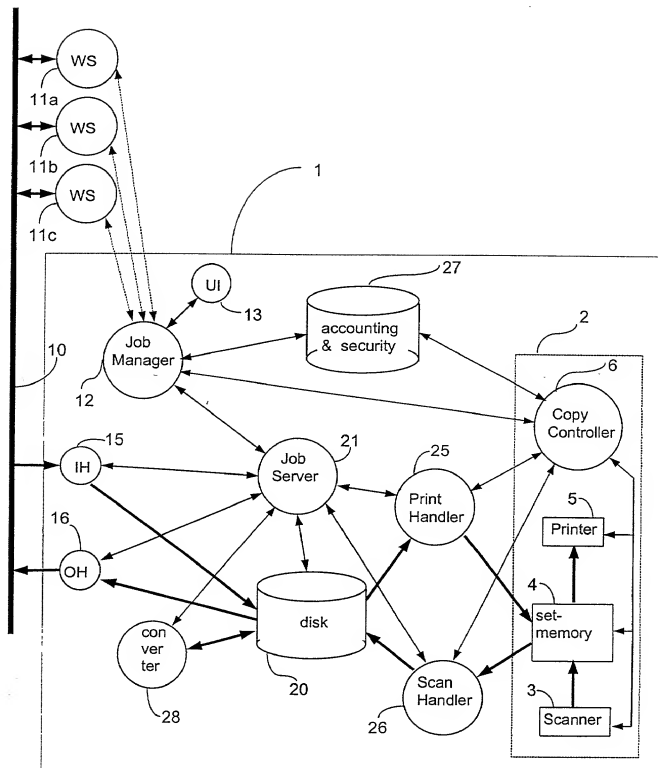 WS
11a
WS
11b
WS
11c
1
UI
13
27
accounting
& security
2
6
Job
Manager
12
10
Copy
Controller
15
IH
21
Job
Server
25
Print
Handler
5
Printer
16
OH
4
set-
memory
con
ver
ter
28
disk
20
Scan
Handler
26
3
Scanner